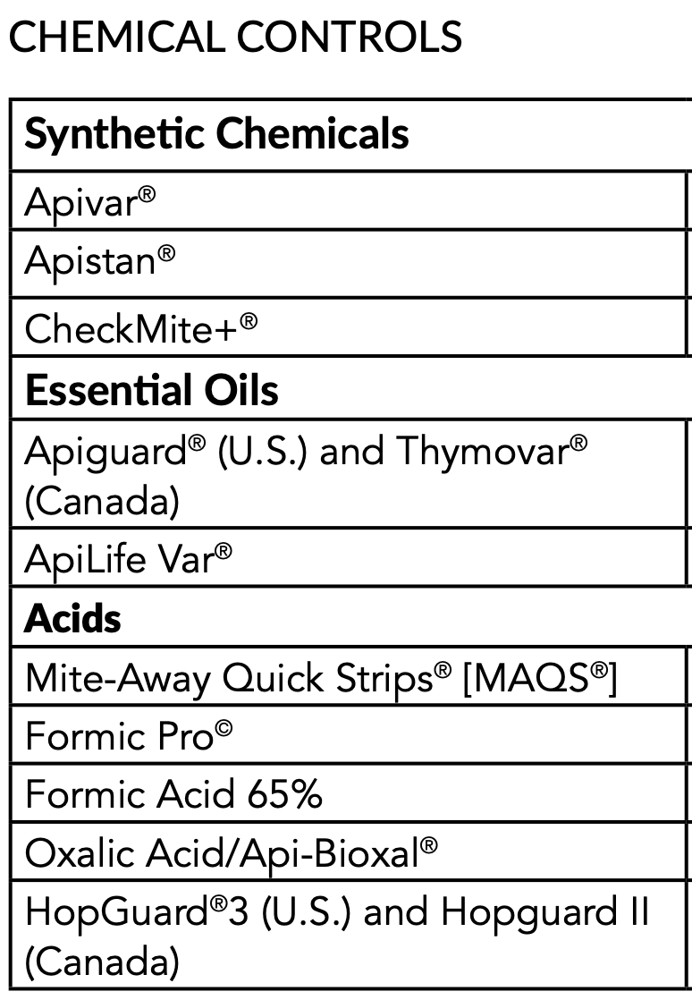 CHEMICAL CONTROLS
Synthetic Chemicals
Apivar®
Apistan®
CheckMite+®
Essential Oils
Apiguard® (U.S.) and Thymovar®
(Canada)
ApiLife Var®
Acids
Mite-Away Quick Strips® [MAQS®]
Formic Pro©
Formic Acid 65%
Oxalic Acid/Api-Bioxal®
HopGuard®3 (U.S.) and Hopguard II
(Canada)